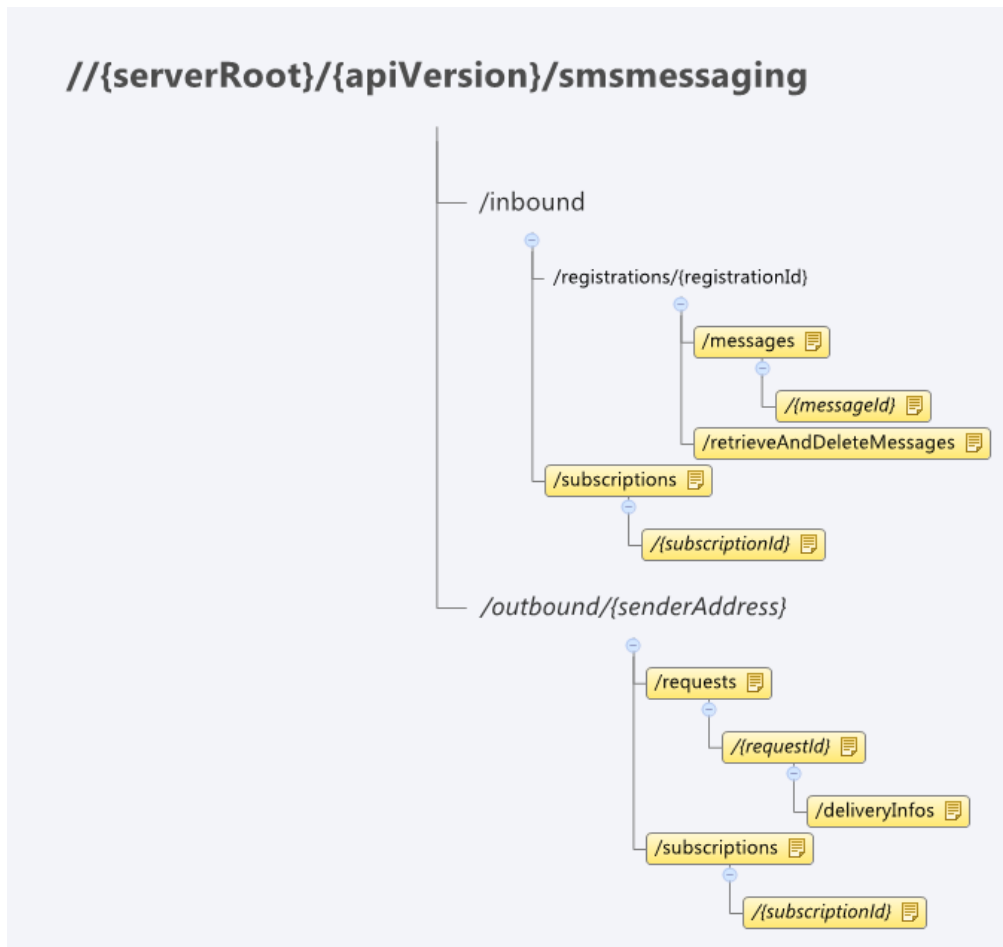 //{serverRoot}/{apiVersion}/smsmessaging
/inbound
/registrations/{registrationId}
/messages
/{messageId}
/retrieveAndDeleteMessages
/subscriptions
/{subscriptionId}
/outbound/{senderAddress}
/requests
/{requestId}
/deliveryInfos
/subscriptions
/{subscriptionId}